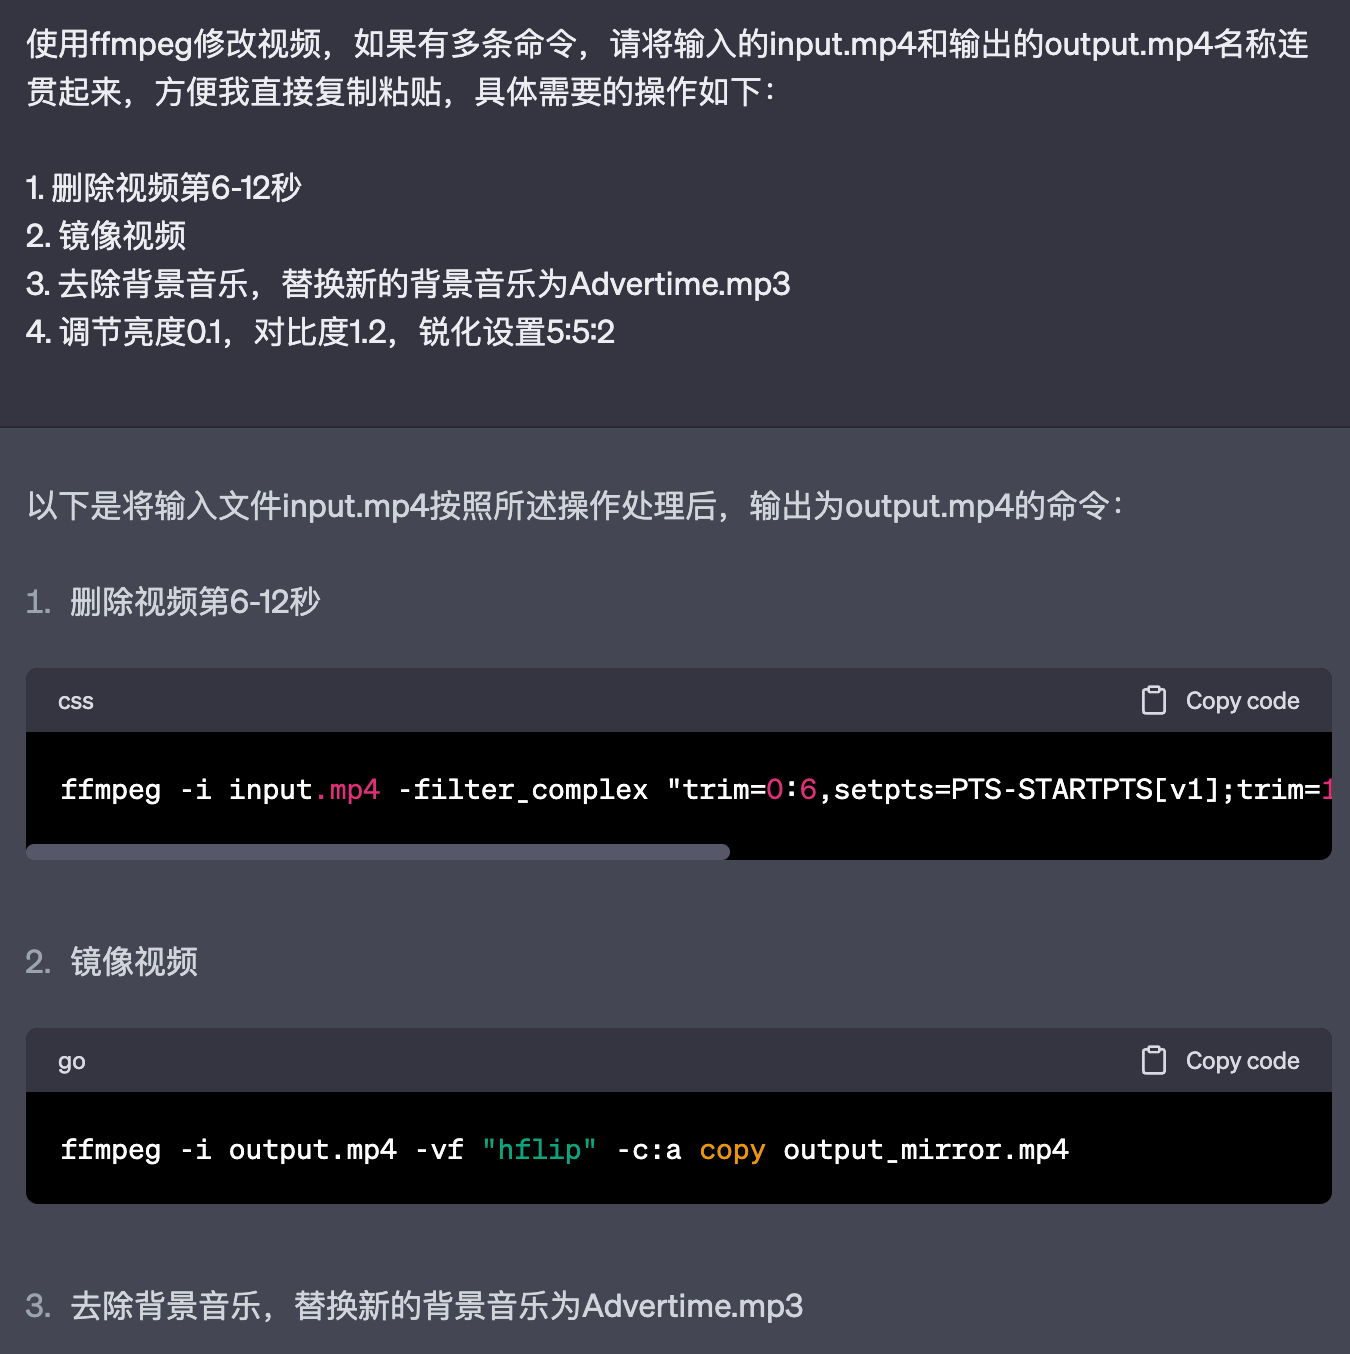 使用ffmpeg修改视频，如果有多条命令，请将输入的input.mp4和输出的output.mp4名称连
贯起来，方便我直接复制粘贴，具体需要的操作如下：
1. 删除视频第6-12秒
2. 镜像视频
3. 去除背景音乐，替换新的背景音乐为Advertime.mp3
4. 调节亮度0.1，对比度1.2，锐化设置5:5:2
以下是将输入文件input.mp4按照所述操作处理后，输出为output.mp4的命令：
1. 删除视频第6-12秒
css
Copy code
ffmpeg -i input.mp4 -filter_complex "trim=0:6,setpts=PTS-STARTPTS[v1];trim=1
2. 镜像视频
go
Copy code
ffmpeg -i output.mp4 -vf "hflip" -c:a copy output_mirror.mp4
3. 去除背景音乐，替换新的背景音乐为Advertime.mp3